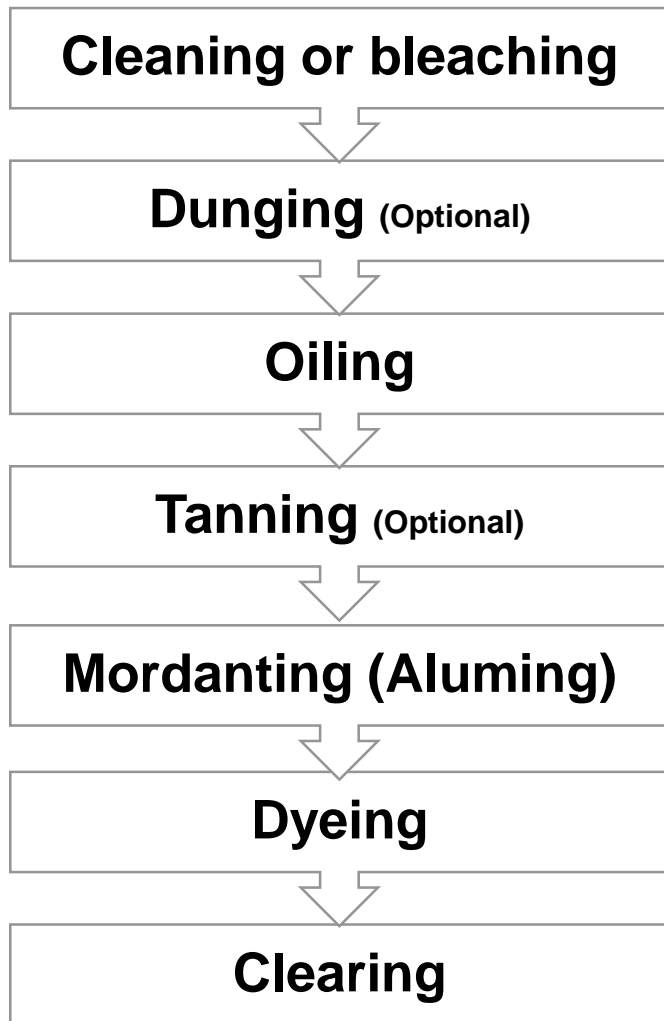 Cleaning or bleaching
Dunging (Optional)
Oiling
Tanning (Optional)
Mordanting (Aluming)
Dyeing
Clearing